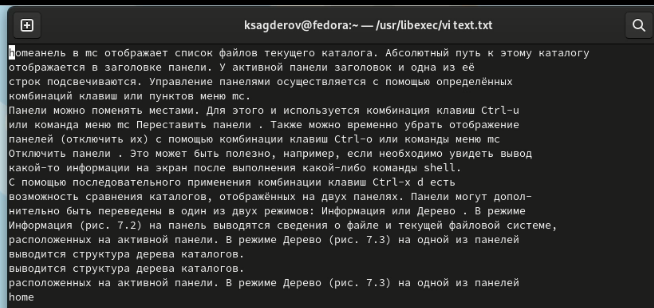 ksagderov@fedora:~ — /usr/libexec/vi text.txt
homeанель в mc отображает список файлов текущего каталога. Абсолютный путь к этому каталогу
отображается в заголовке панели. У активной панели заголовок и одна из её
строк подсвечиваются. Управление панелями осуществляется с помощью определённых
комбинаций клавиш или пунктов меню mc.
Панели можно поменять местами. Для этого и используется комбинация клавиш Ctrl-u
или команда меню mc Переставить панели . Также можно временно убрать отображение
панелей (отключить их) с помощью комбинации клавиш Ctrl-o или команды меню mc
Отключить панели . Это может быть полезно, например, если необходимо увидеть вывод
какой-то информации на экран после выполнения какой-либо команды shell.
С помощью последовательного применения комбинации клавиш Ctrl-x d есть
возможность сравнения каталогов, отображённых на двух панелях. Панели могут допол-
нительно быть переведены в один из двух режимов: Информация или Дерево . В режиме
Информация (рис. 7.2) на панель выводятся сведения о файле и текущей файловой системе,
расположенных на активной панели. В режиме Дерево (рис. 7.3) на одной из панелей
выводится структура дерева каталогов.
выводится структура дерева каталогов.
расположенных на активной панели. В режиме Дерево (рис. 7.3) на одной из панелей
home